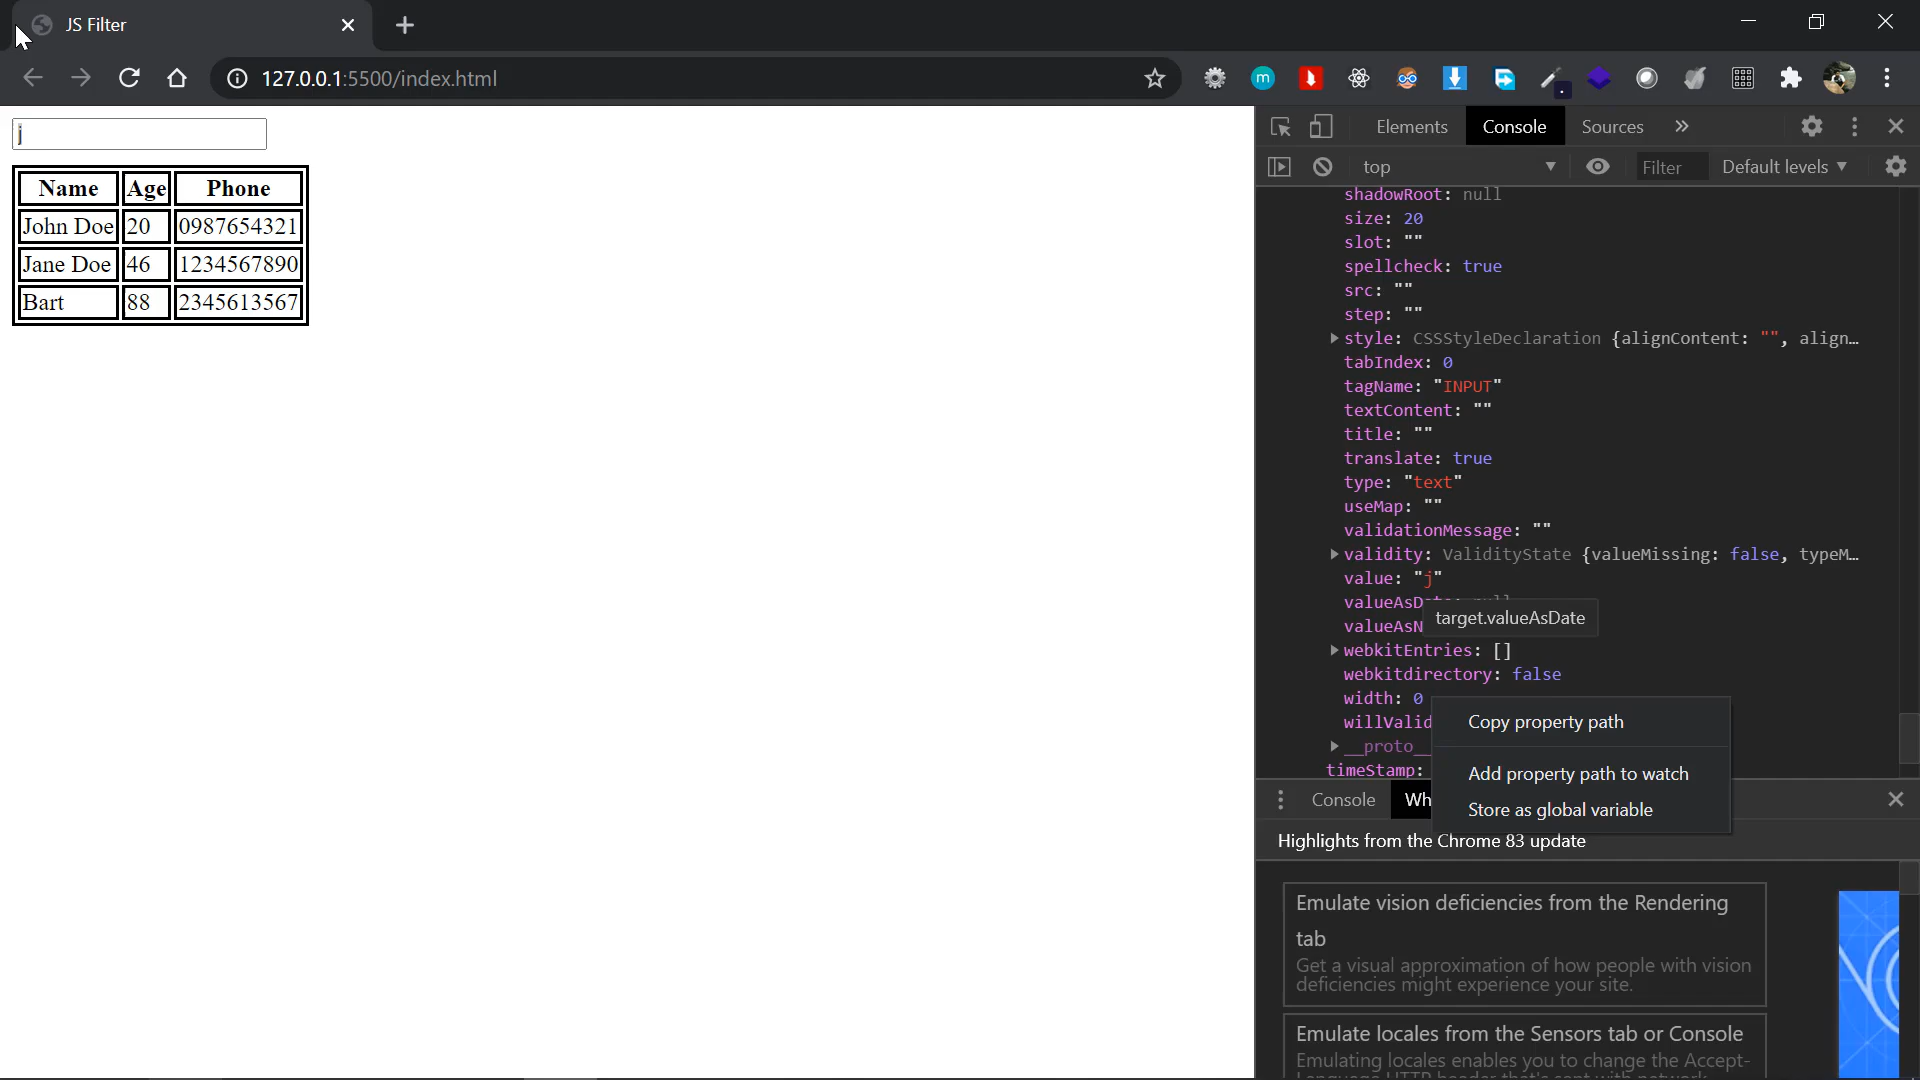 JS Filter
127.0.0.1:5500/index.html
m
j
Name Age Phone
John Doe 20 0987654321
Jane Doe 46 1234567890
Bart 88 2345613567
Elements Console Sources »
top Filter Default levels
shadowRoot: null
size: 20
slot: ""
spellcheck: true
src: ""
step: ""
style: CSSStyleDeclaration {alignContent: "", align…
tabIndex: 0
tagName: "INPUT"
textContent: ""
title: ""
translate: true
type: "text"
useMap: ""
validationMessage: ""
validity: ValidityState {valueMissing: false, typeM…
value: "j"
valueAsD
target.valueAsDate
valueAsN
webkitEntries: []
webkitdirectory: false
width: 0
willValid
Copy property path
__proto_
timeStamp:
Add property path to watch
Console Wh
Store as global variable
Highlights from the Chrome 83 update
Emulate vision deficiencies from the Rendering
tab
Get a visual approximation of how people with vision
deficiencies might experience your site.
Emulate locales from the Sensors tab or Console
Emulating locales enables you to change the Accept-